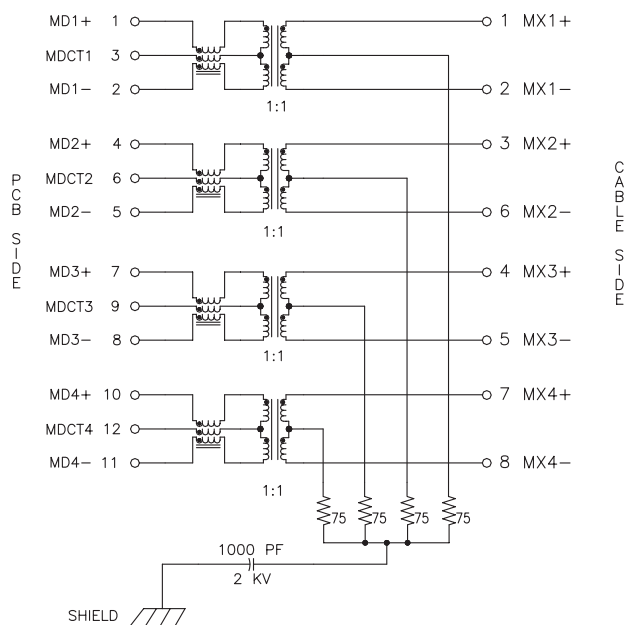 MD1+ 1 1 MX1+
MDCT1 3
MD1− 2 2 MX1−
1:1
MD2+ 4 3 MX2+
MDCT2 6
MD2− 5 6 MX2−
1:1
PCB SIDE
CABLE SIDE
MD3+ 7 4 MX3+
MDCT3 9
MD3− 8 5 MX3−
1:1
MD4+ 10 7 MX4+
MDCT4 12
MD4− 11 8 MX4−
1:1
75 75 75 75
1000 PF
2 KV
SHIELD